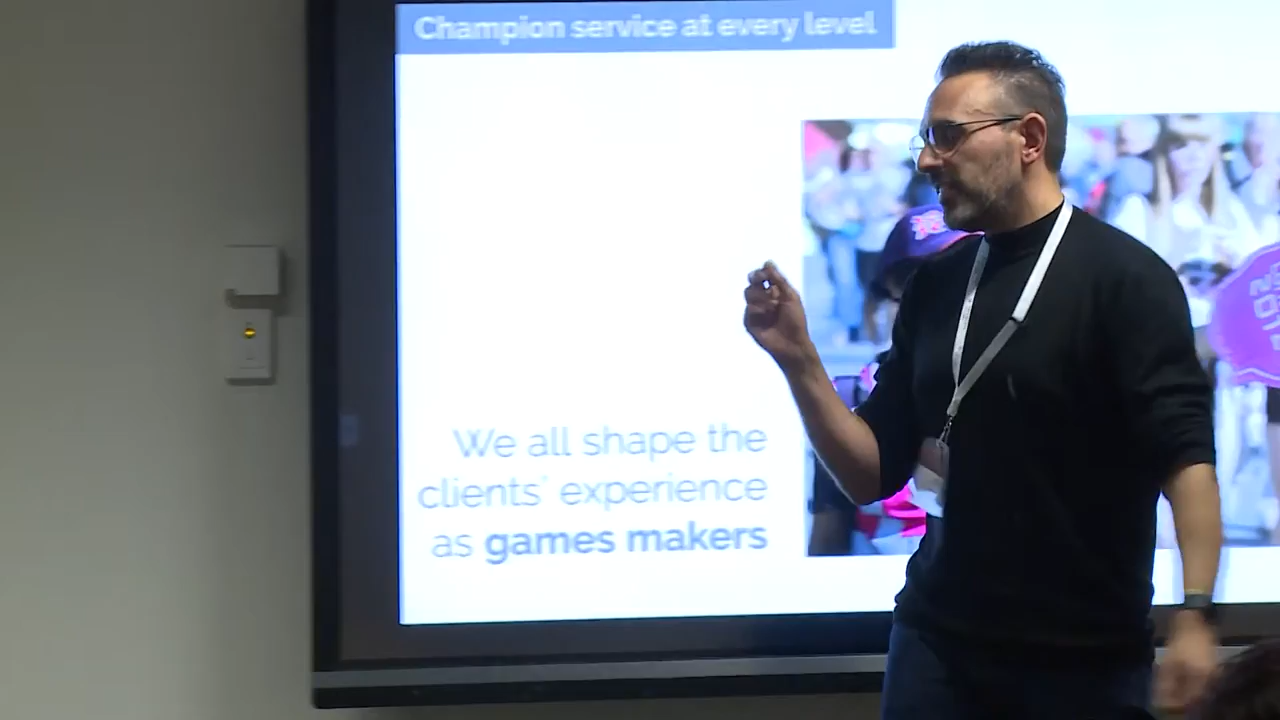 Champion service at every level
We all shape the
clients' experience
as games makers